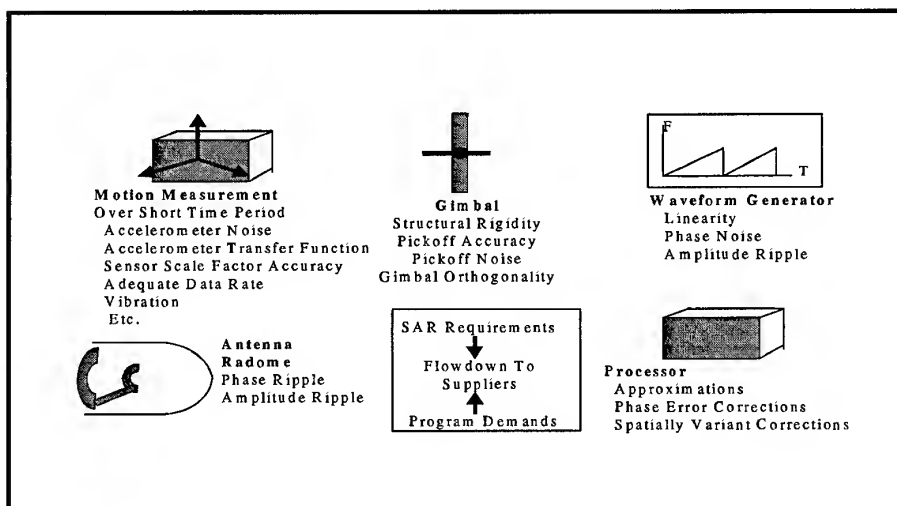 Motion Measurement
Over Short Time Period
Accelerometer Noise
Accelerometer Transfer Function
Sensor Scale Factor Accuracy
Adequate Data Rate
Vibration
Etc.
Gimbal
Structural Rigidity
Pickoff Accuracy
Pickoff Noise
Gimbal Orthogonality
F
T
Waveform Generator
Linearity
Phase Noise
Amplitude Ripple
Antenna
Radome
Phase Ripple
Amplitude Ripple
SAR Requirements
Flowdown To
Suppliers
Program Demands
Processor
Approximations
Phase Error Corrections
Spatially Variant Corrections